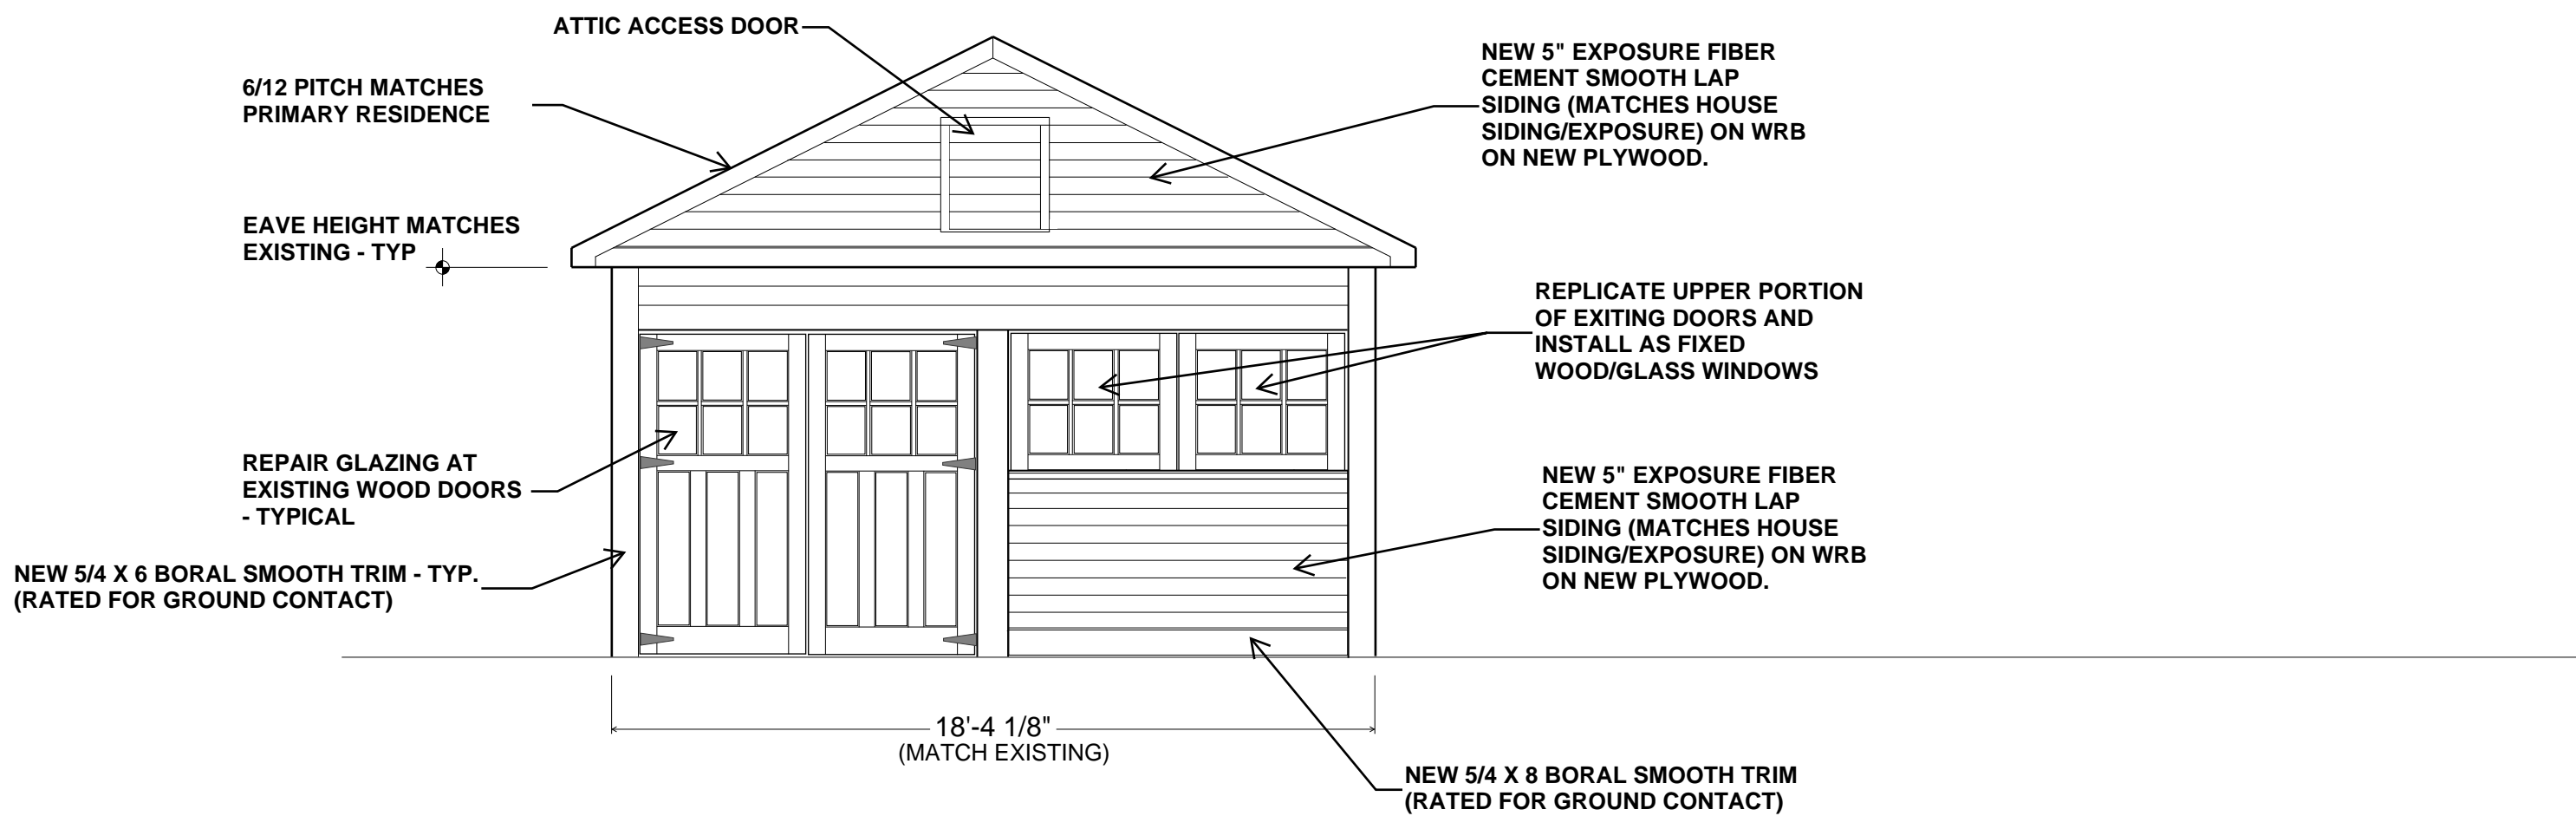 ATTIC ACCESS DOOR
6/12 PITCH MATCHES
PRIMARY RESIDENCE
NEW 5" EXPOSURE FIBER
CEMENT SMOOTH LAP
SIDING (MATCHES HOUSE
SIDING/EXPOSURE) ON WRB
ON NEW PLYWOOD.
EAVE HEIGHT MATCHES
EXISTING - TYP
REPLICATE UPPER PORTION
OF EXITING DOORS AND
INSTALL AS FIXED
WOOD/GLASS WINDOWS
REPAIR GLAZING AT
EXISTING WOOD DOORS
- TYPICAL
NEW 5" EXPOSURE FIBER
CEMENT SMOOTH LAP
SIDING (MATCHES HOUSE
SIDING/EXPOSURE) ON WRB
ON NEW PLYWOOD.
NEW 5/4 X 6 BORAL SMOOTH TRIM - TYP.
(RATED FOR GROUND CONTACT)
18'-4 1/8"
(MATCH EXISTING)
NEW 5/4 X 8 BORAL SMOOTH TRIM
(RATED FOR GROUND CONTACT)